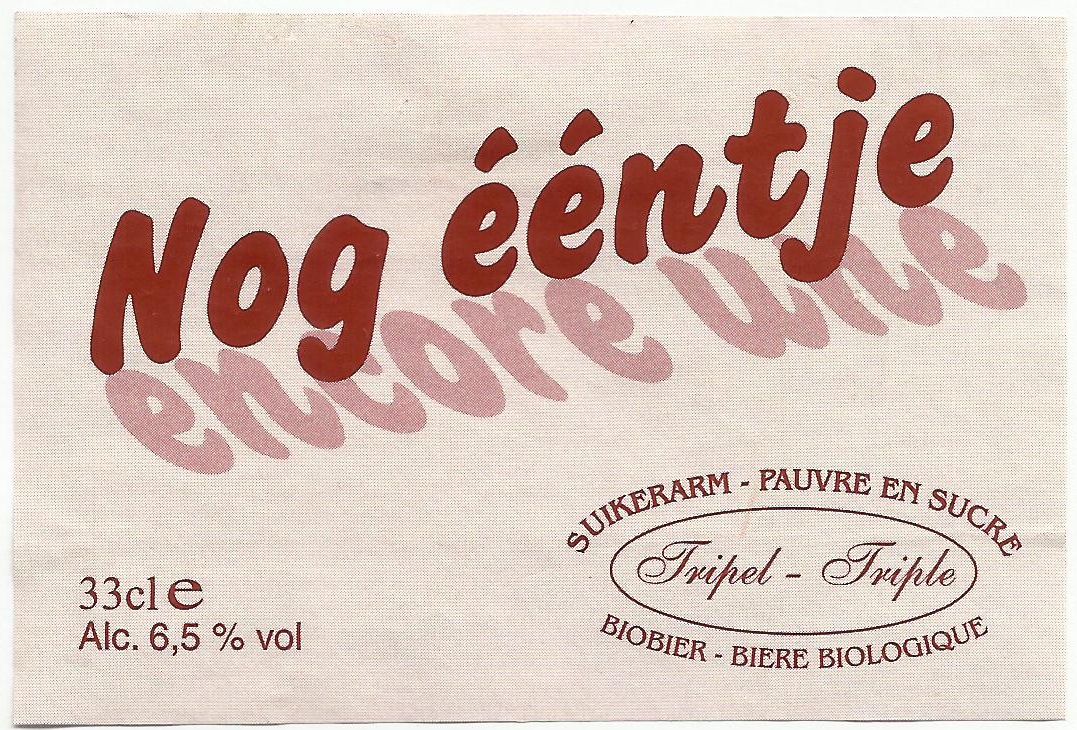 Nog ééntje
encore une
SUIKERARM - PAUVRE EN SUCRE
Tripel - Triple
BIOBIER - BIERE BIOLOGIQUE
33cl e
Alc. 6,5 % vol